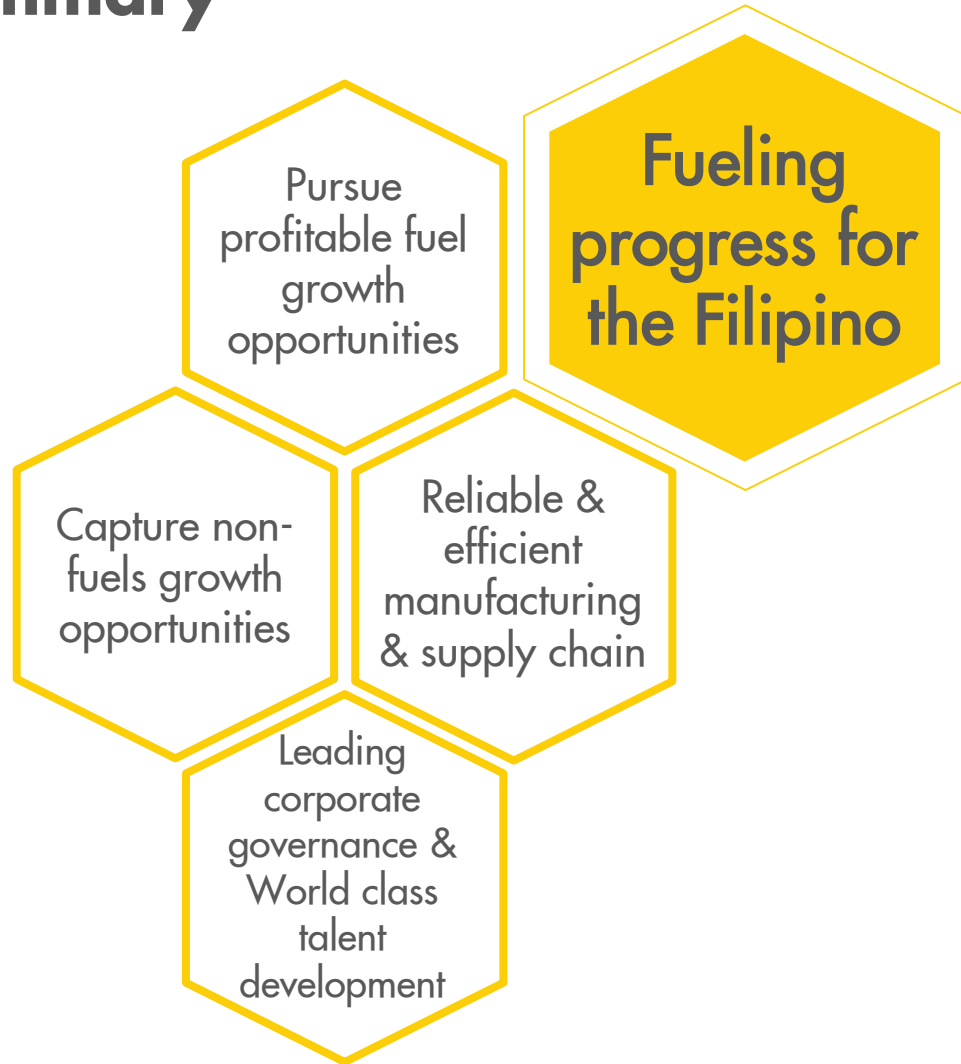 Pursue
profitable fuel
growth
opportunities
Fueling
progress for
the Filipino
Capture non-
fuels growth
opportunities
Reliable &
efficient
manufacturing
& supply chain
Leading
corporate
governance &
World class
talent
development